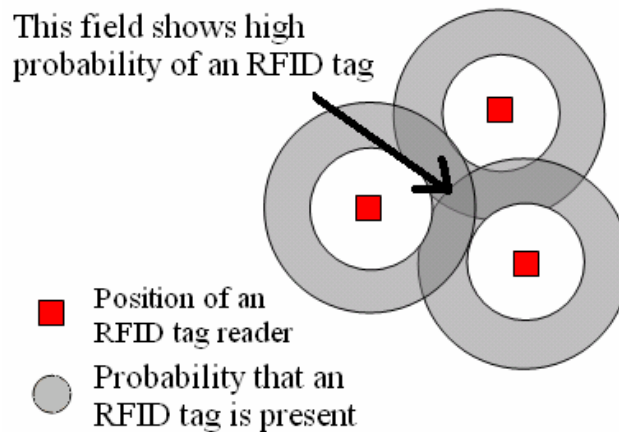 This field shows high
probability of an RFID tag
Position of an
RFID tag reader
Probability that an
RFID tag is present